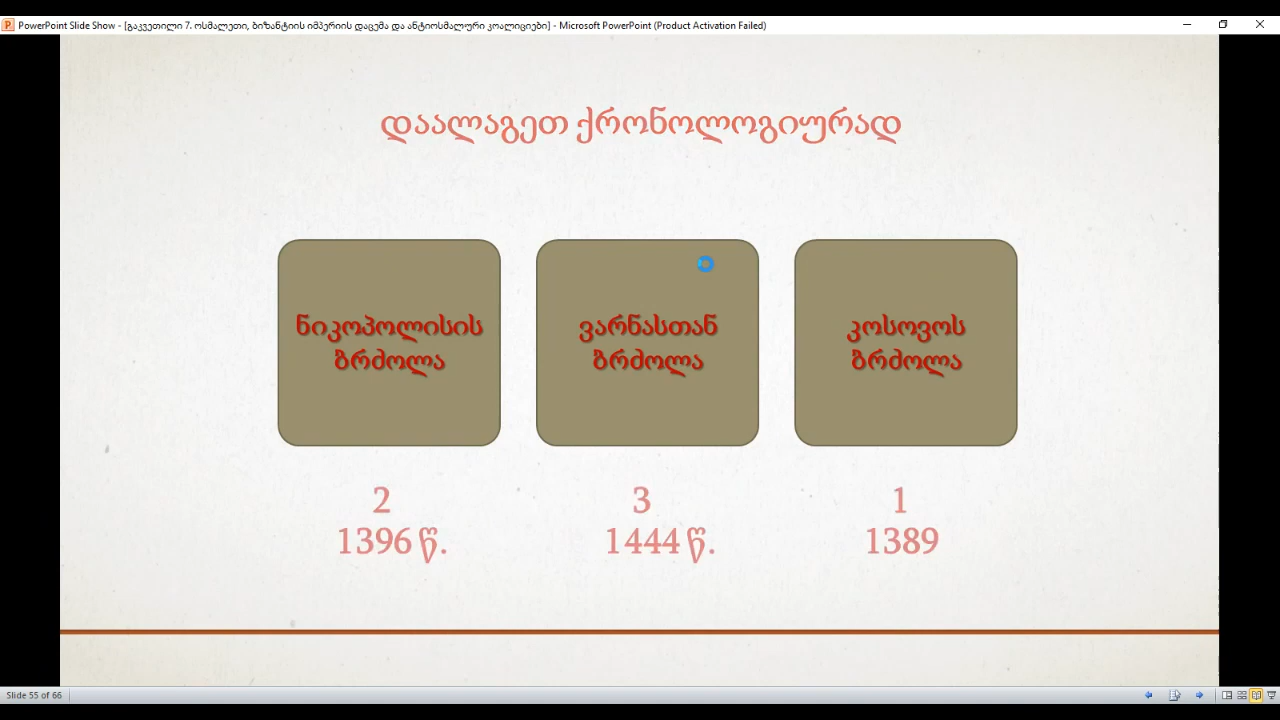 PowerPoint Slide Show - [გაკვეთილი 7. ოსმალეთი, ბიზანტიის იმპერიის დაცემა და ანტიოსმალური კოალიციები] - Microsoft PowerPoint (Product Activation Failed)
დაალაგეთ ქრონოლოგიურად
ნიკოპოლისის
ბრძოლა
ვარნასთან
ბრძოლა
კოსოვოს
ბრძოლა
2
1396 წ.
3
1444 წ.
1
1389
Slide 55 of 66